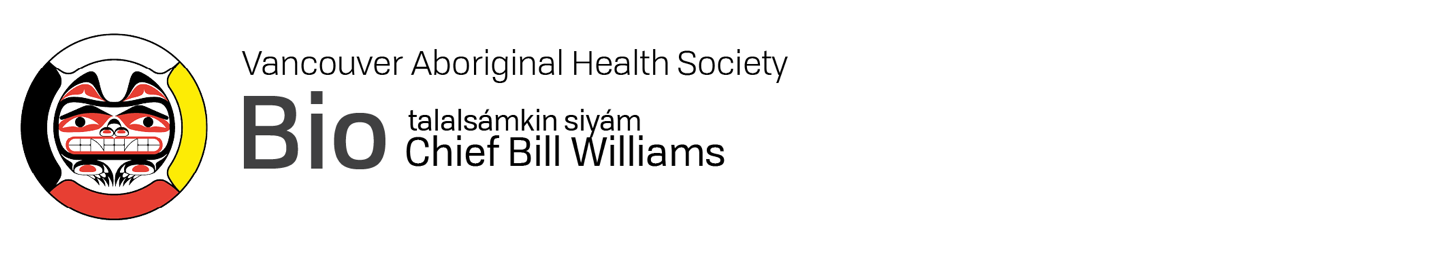 Vancouver Aboriginal Health Society
Bio
talalsámkin siyám
Chief Bill Williams